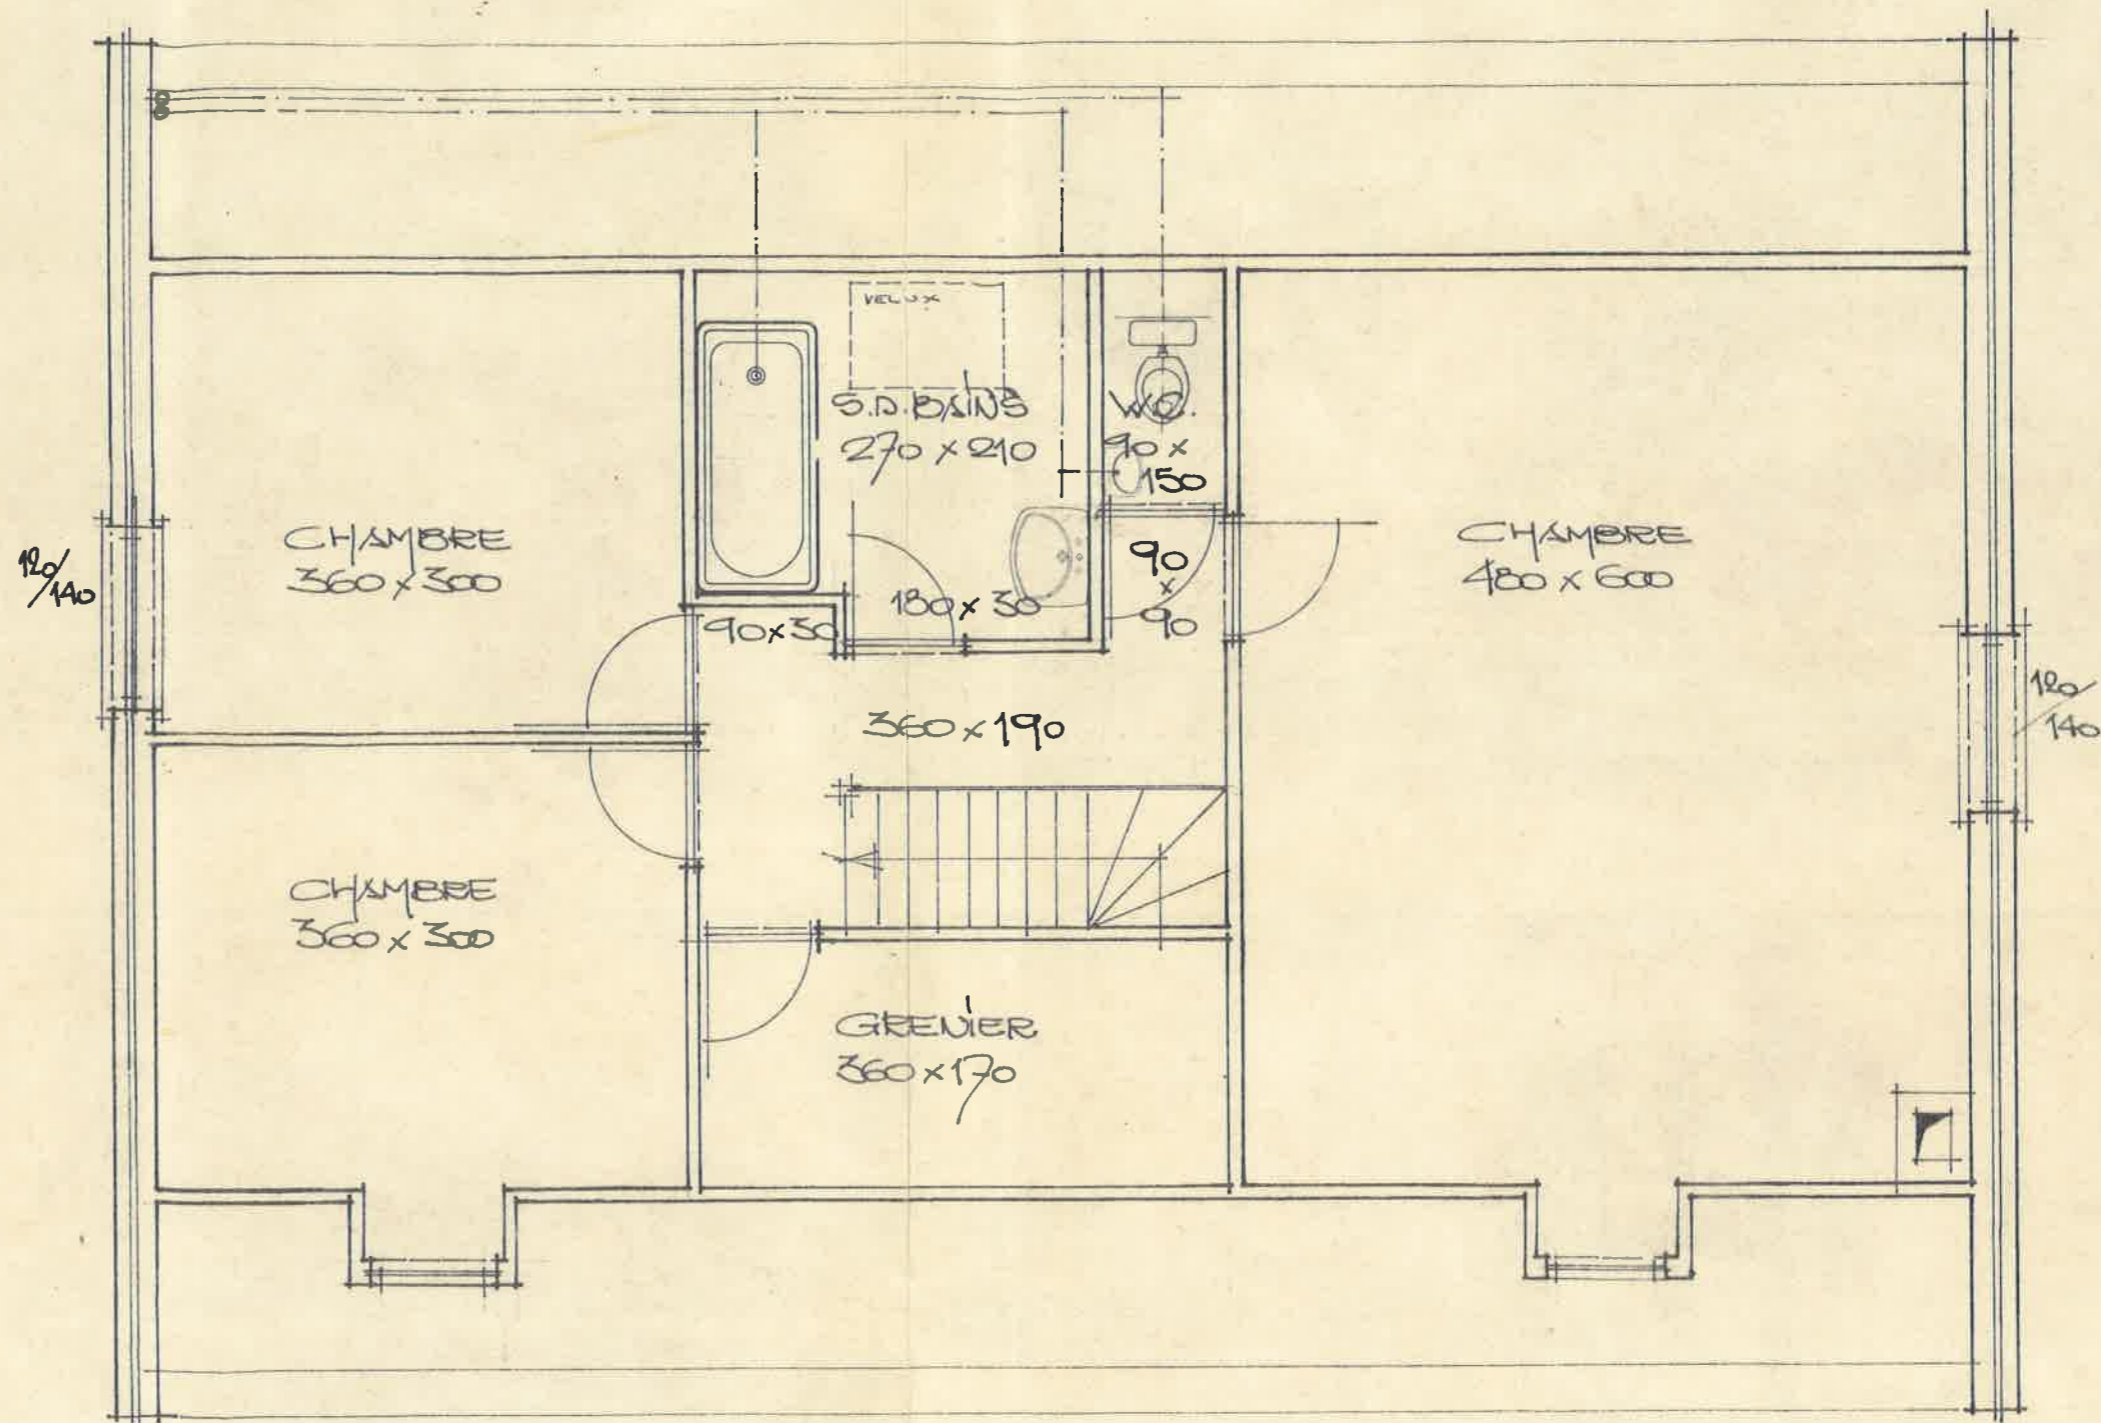 VELUX
S.D.BAINS
270 x 210
W.C.
90 x
150
CHAMBRE
360 x 300
120/
140
90
x
90
CHAMBRE
480 x 600
180 x 30
90x30
360 x 190
120/
140
CHAMBRE
360 x 300
GRENIER
360 x 170